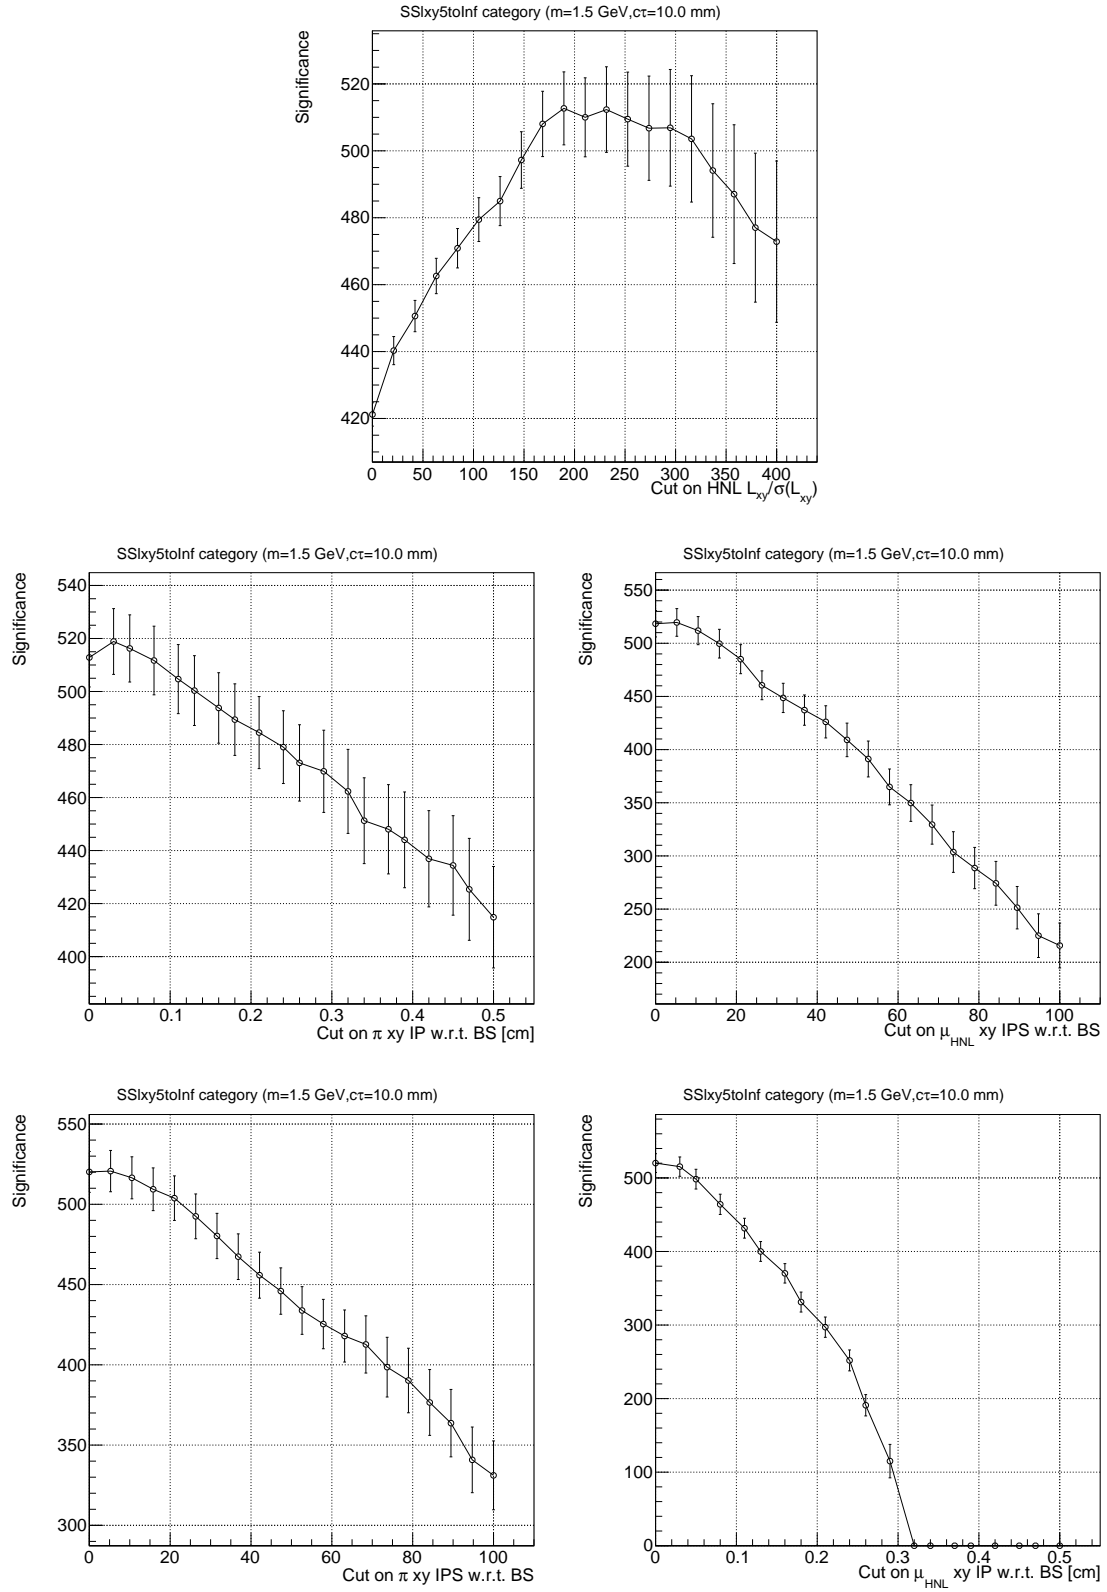 SSlxy5toInf category (m=1.5 GeV,cτ=10.0 mm)
Significance
520
500
480
460
440
420
0 50 100 150 200 250 300 350 400
Cut on HNL L_xy/σ(L_xy)
SSlxy5toInf category (m=1.5 GeV,cτ=10.0 mm)
Significance
540
520
500
480
460
440
420
400
0 0.1 0.2 0.3 0.4 0.5
Cut on π xy IP w.r.t. BS [cm]
SSlxy5toInf category (m=1.5 GeV,cτ=10.0 mm)
Significance
550
500
450
400
350
300
250
200
0 20 40 60 80 100
Cut on μ_HNL xy IPS w.r.t. BS
SSlxy5toInf category (m=1.5 GeV,cτ=10.0 mm)
Significance
550
500
450
400
350
300
0 20 40 60 80 100
Cut on π xy IPS w.r.t. BS
SSlxy5toInf category (m=1.5 GeV,cτ=10.0 mm)
Significance
500
400
300
200
100
0
0 0.1 0.2 0.3 0.4 0.5
Cut on μ_HNL xy IP w.r.t. BS [cm]